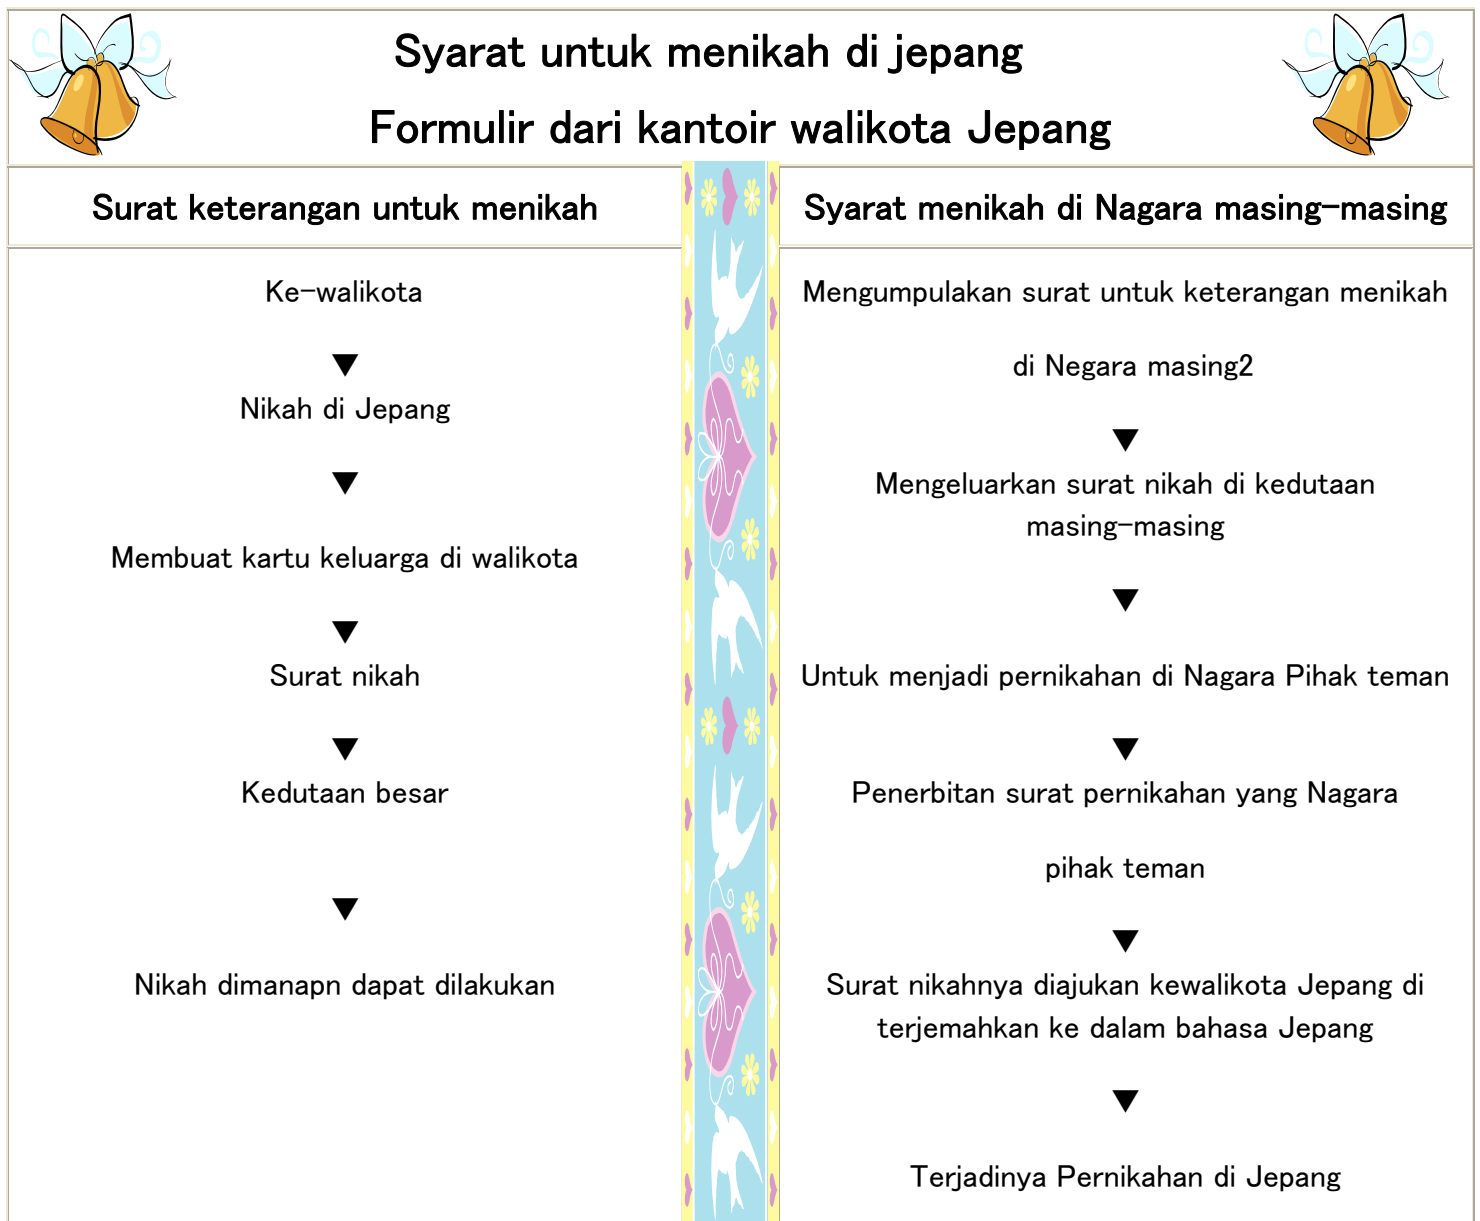 Syarat untuk menikah di jepang
Formulir dari kantoir walikota Jepang
Surat keterangan untuk menikah
Ke-walikota
▼
Nikah di Jepang
▼
Membuat kartu keluarga di walikota
▼
Surat nikah
▼
Kedutaan besar
▼
Nikah dimanapn dapat dilakukan
Syarat menikah di Nagara masing-masing
Mengumpulakan surat untuk keterangan menikah
di Negara masing2
▼
Mengeluarkan surat nikah di kedutaan
masing-masing
▼
Untuk menjadi pernikahan di Nagara Pihak teman
▼
Penerbitan surat pernikahan yang Nagara
pihak teman
▼
Surat nikahnya diajukan kewalikota Jepang di
terjemahkan ke dalam bahasa Jepang
▼
Terjadinya Pernikahan di Jepang